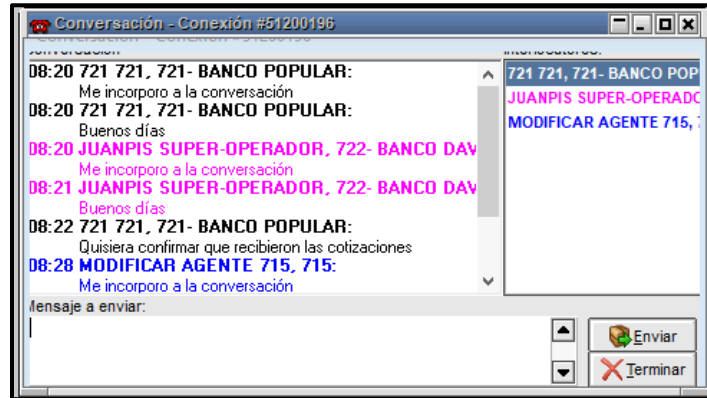 Conversación - Conexión #51200196
08:20 721 721, 721- BANCO POPULAR:
Me incorporo a la conversación
08:20 721 721, 721- BANCO POPULAR:
Buenos días
08:20 JUANPIS SUPER-OPERADOR, 722- BANCO DAV
Me incorporo a la conversación
08:21 JUANPIS SUPER-OPERADOR, 722- BANCO DAV
Buenos días
08:22 721 721, 721- BANCO POPULAR:
Quisiera confirmar que recibieron las cotizaciones
08:28 MODIFICAR AGENTE 715, 715:
Me incorporo a la conversación
721 721, 721- BANCO POP
JUANPIS SUPER-OPERADO
MODIFICAR AGENTE 715,
Mensaje a enviar:
Enviar
Terminar